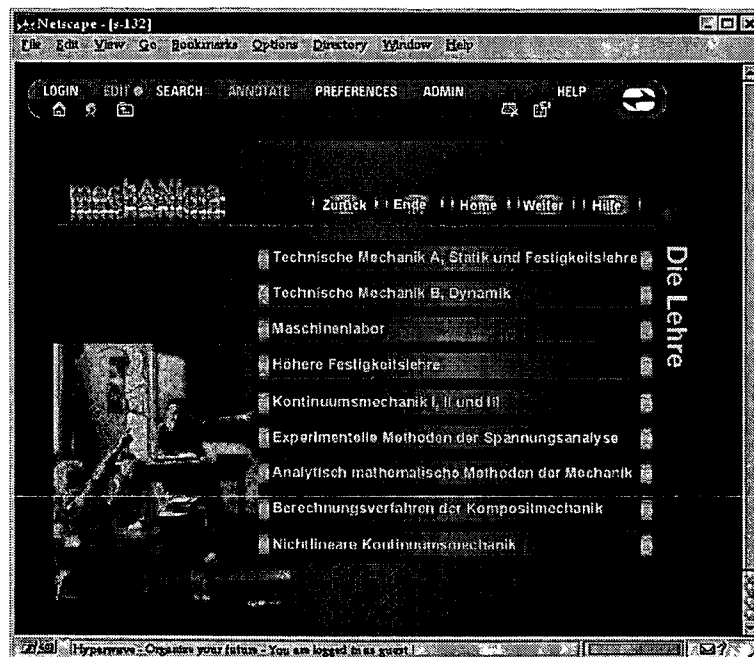 Netscape - [s-132]
File Edit View Go Bookmarks Options Directory Window Help
LOGIN EDIT SEARCH ANNOTATE PREFERENCES ADMIN HELP
mechANIma
Zurück Ende Home Weiter Hilfe
Die Lehre
Technische Mechanik A, Statik und Festigkeitslehre
Technische Mechanik B, Dynamik
Maschinenlabor
Höhere Festigkeitslehre
Kontinuumsmechanik I, II und III
Experimentelle Methoden der Spannungsanalyse
Analytisch mathematische Methoden der Mechanik
Berechnungsverfahren der Kompositmechanik
Nichtlineare Kontinuumsmechanik
Hyperwave - Organize your future - You are logged in as guest